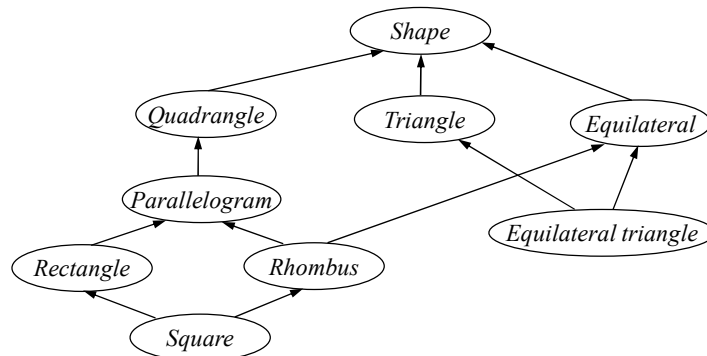 Shape
Quadrangle
Triangle
Equilateral
Parallelogram
Equilateral triangle
Rectangle
Rhombus
Square